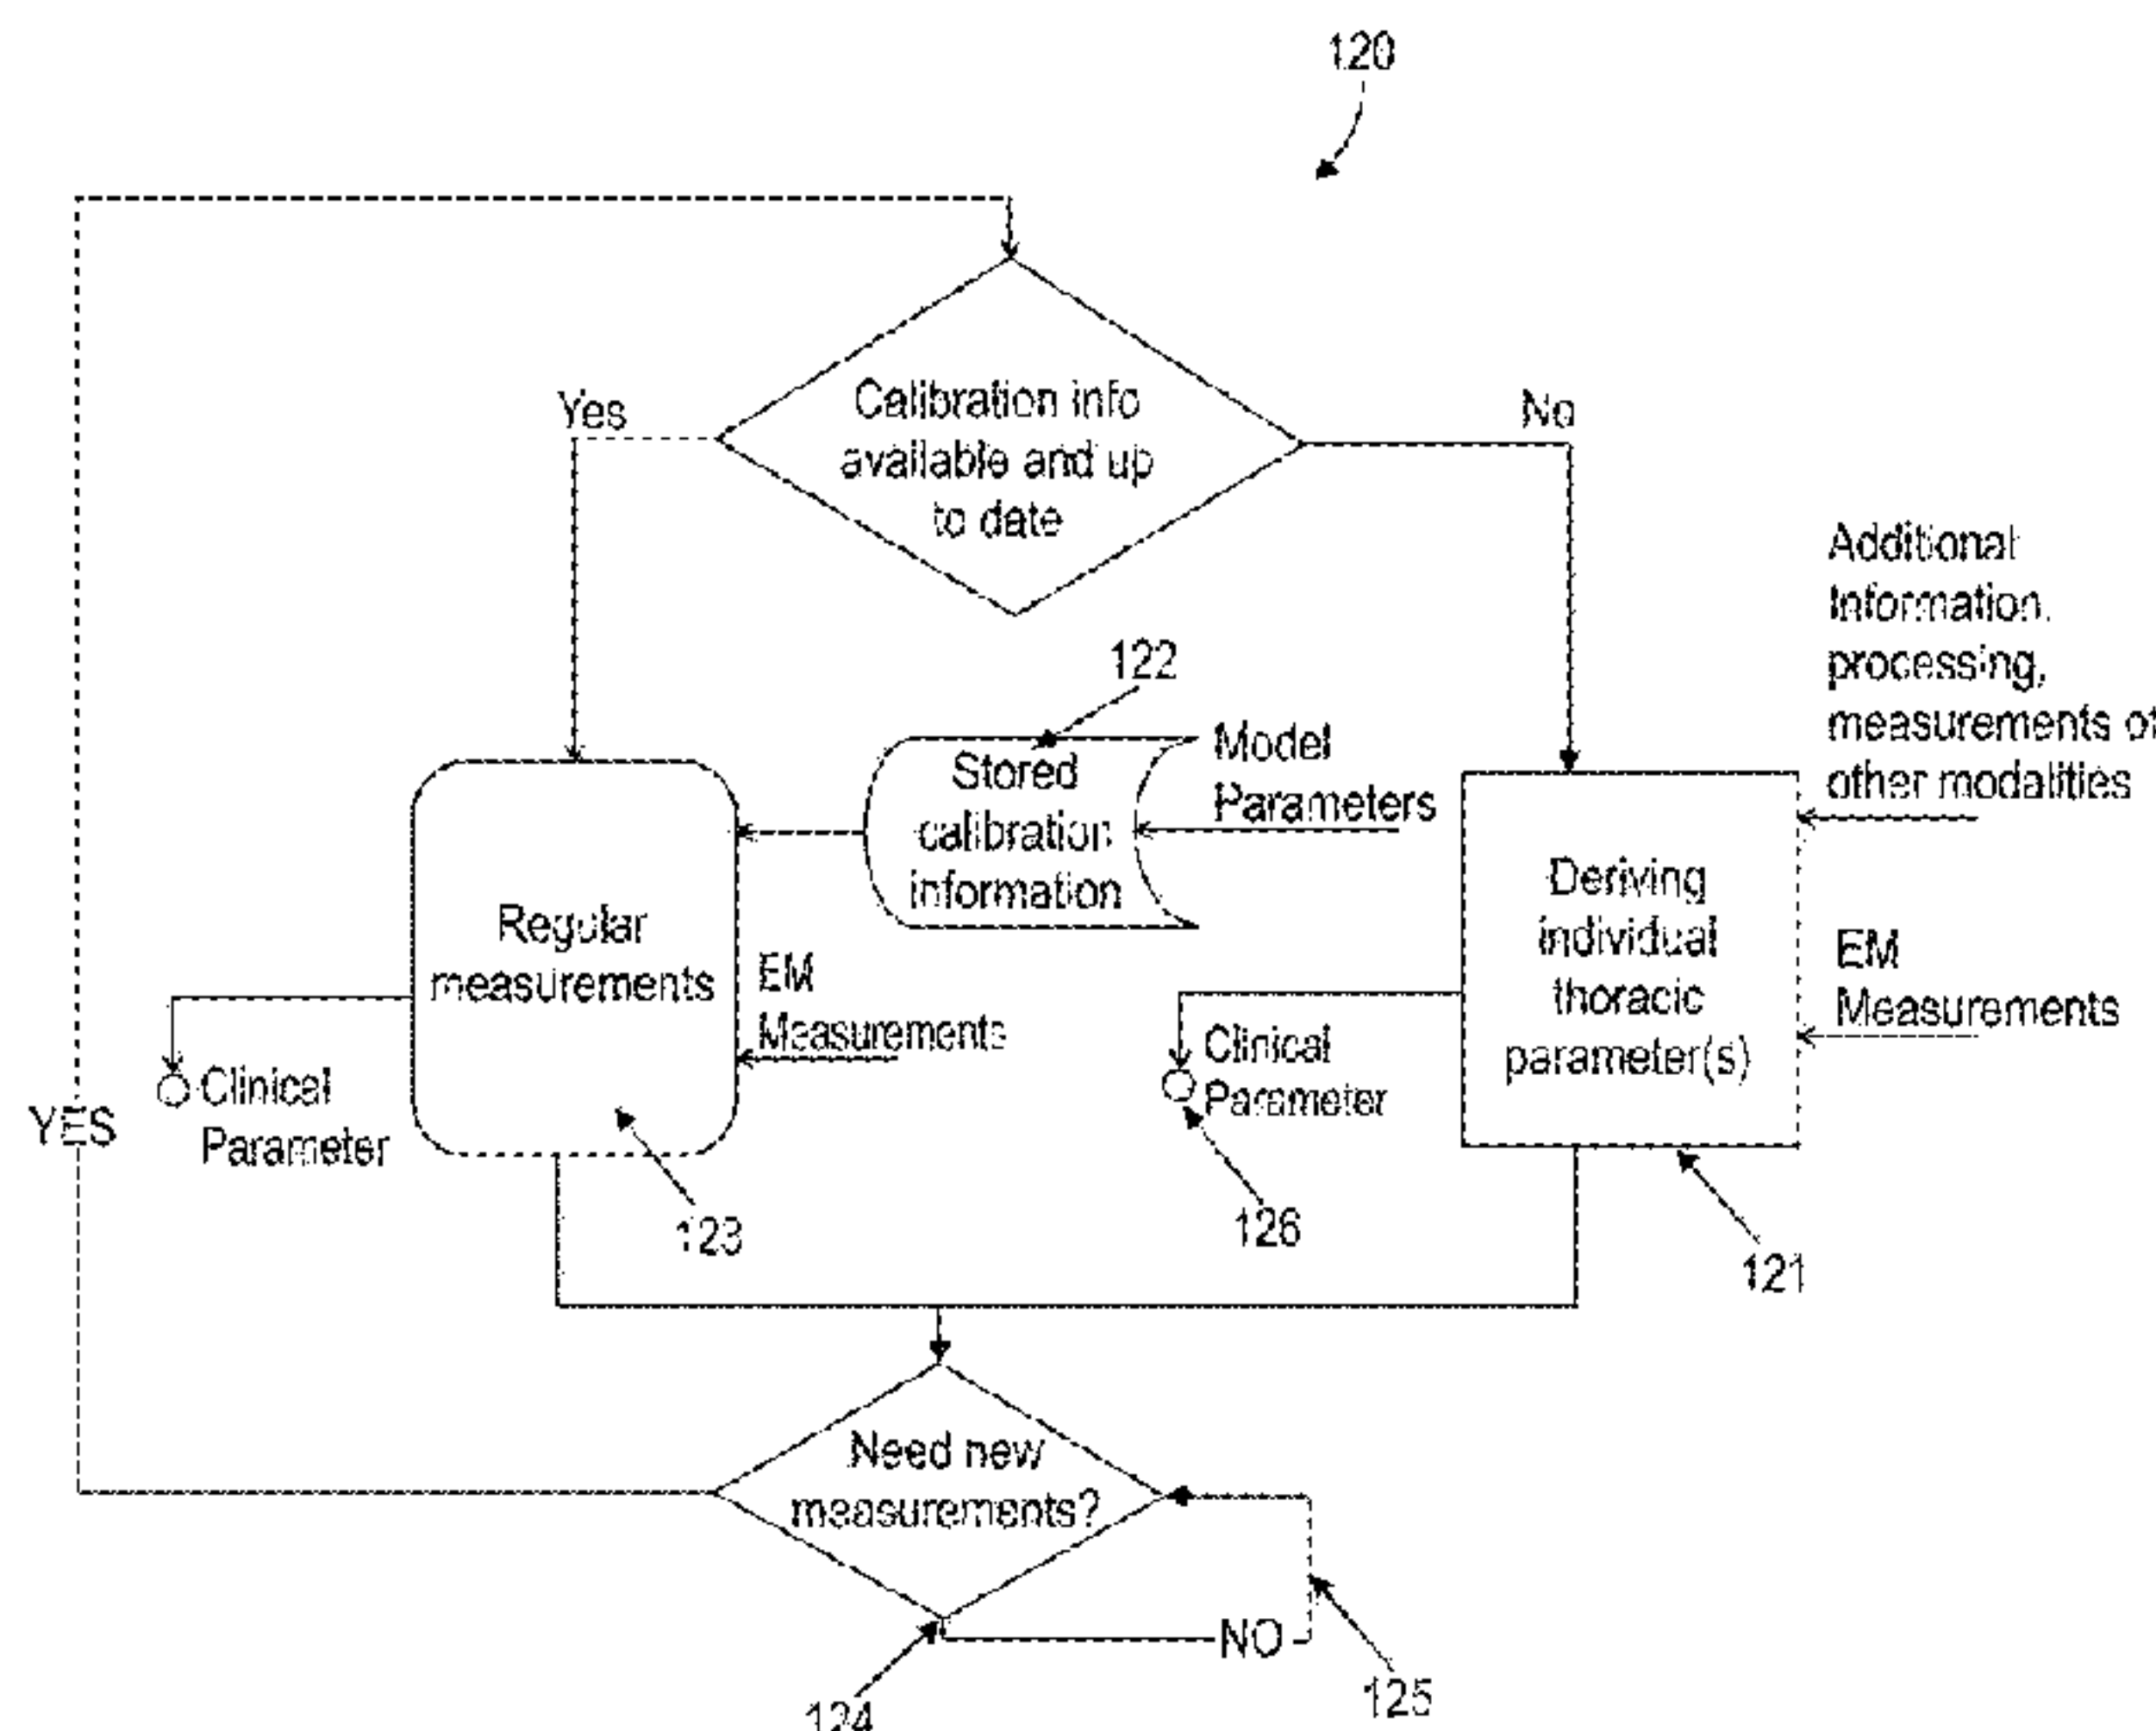 120
Calibration info
available and up
to date
Yes
No
Additional
Information.
processing,
measurements of
other modalities
122
Stored
calibration
information
Model
Parameters
Regular
measurements
EM
Measurements
Clinical
Parameter
Deriving
individual
thoracic
parameter(s)
EM
Measurements
Clinical
Parameter
YES
123
126
121
Need new
measurements?
NO
124
125